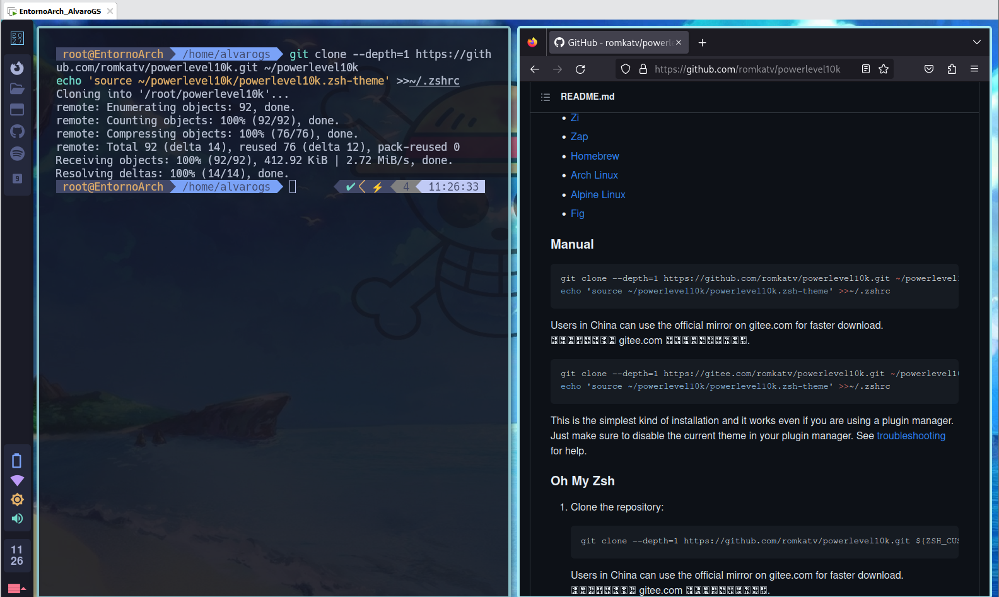 EntornoArch_AlvaroGS
root@EntornoArch /home/alvarogs git clone --depth=1 https://gith
ub.com/romkatv/powerlevel10k.git ~/powerlevel10k
echo 'source ~/powerlevel10k/powerlevel10k.zsh-theme' >>~/.zshrc
Cloning into '/root/powerlevel10k'...
remote: Enumerating objects: 92, done.
remote: Counting objects: 100% (92/92), done.
remote: Compressing objects: 100% (76/76), done.
remote: Total 92 (delta 14), reused 76 (delta 12), pack-reused 0
Receiving objects: 100% (92/92), 412.92 KiB | 2.72 MiB/s, done.
Resolving deltas: 100% (14/14), done.
root@EntornoArch /home/alvarogs ✔ ⚡ 4 11:26:33
9
11
26
GitHub - romkatv/powerle
https://github.com/romkatv/powerlevel10k
README.md
• Zi
• Zap
• Homebrew
• Arch Linux
• Alpine Linux
• Fig
Manual
git clone --depth=1 https://github.com/romkatv/powerlevel10k.git ~/powerlevel
echo 'source ~/powerlevel10k/powerlevel10k.zsh-theme' >>~/.zshrc
Users in China can use the official mirror on gitee.com for faster download.
gitee.com
git clone --depth=1 https://gitee.com/romkatv/powerlevel10k.git ~/powerlevel10
echo 'source ~/powerlevel10k/powerlevel10k.zsh-theme' >>~/.zshrc
This is the simplest kind of installation and it works even if you are using a plugin manager.
Just make sure to disable the current theme in your plugin manager. See troubleshooting
for help.
Oh My Zsh
1. Clone the repository:
git clone --depth=1 https://github.com/romkatv/powerlevel10k.git ${ZSH_CUS
Users in China can use the official mirror on gitee.com for faster download.
gitee.com